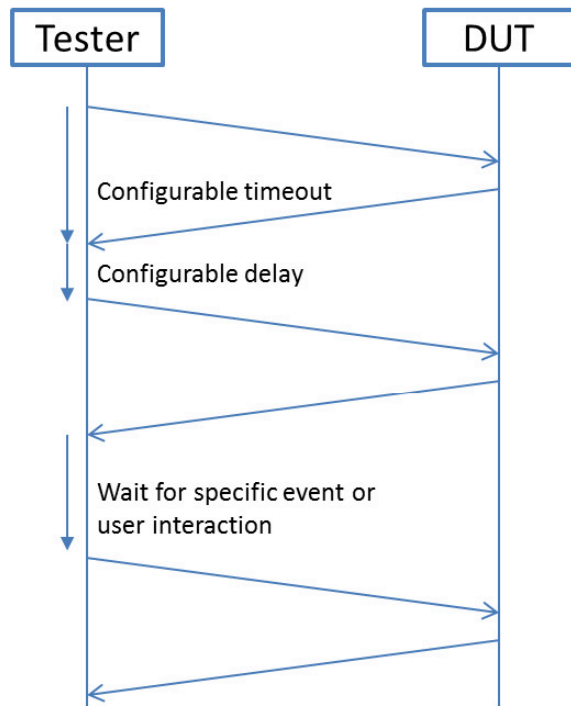 Tester
DUT
Configurable timeout
Configurable delay
Wait for specific event or
user interaction